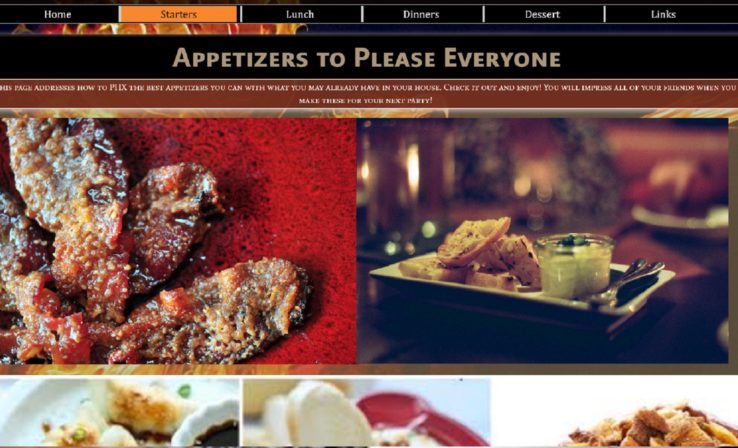 Home Starters Lunch Dinners Dessert Links
Appetizers to Please Everyone
his page addresses how to PIIX the best appetizers you can with what you may already have in your house. Check it out and enjoy! You will impress all of your friends when you
make these for your next party!